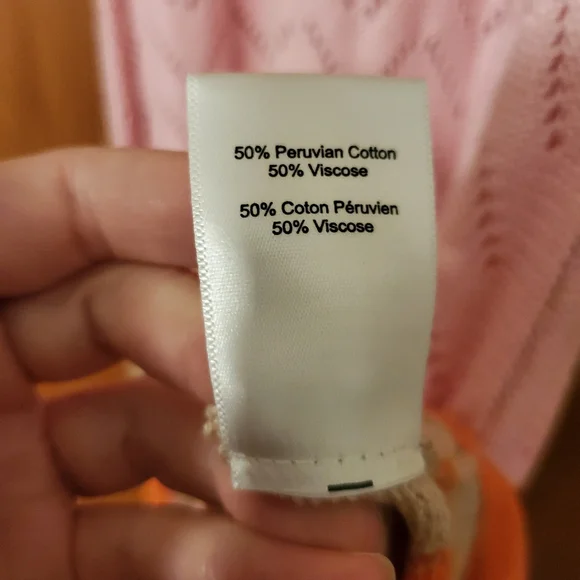 50% Peruvian Cotton
50% Viscose
50% Coton Péruvien
50% Viscose